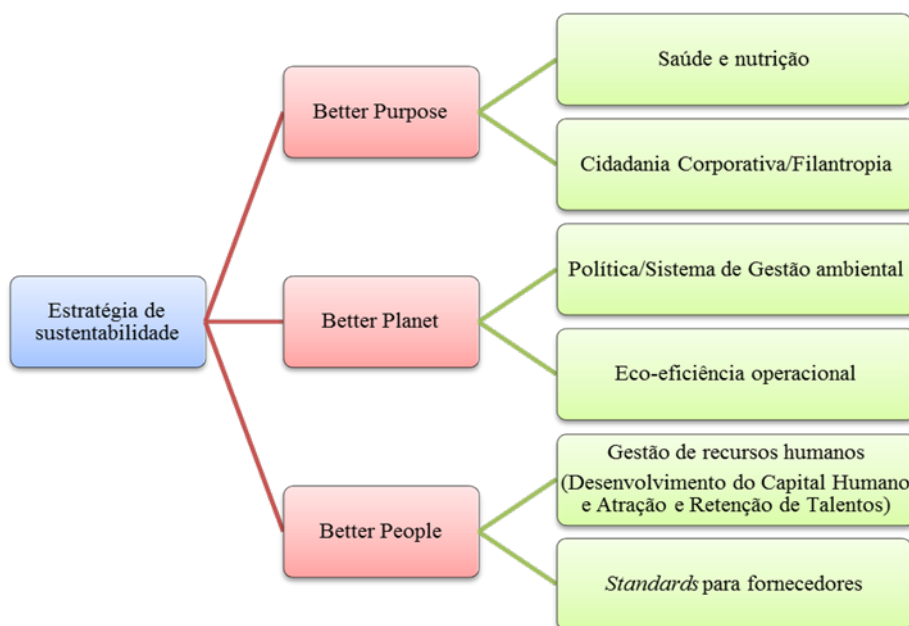 Estratégia de
sustentabilidade
Better Purpose
Saúde e nutrição
Cidadania Corporativa/Filantropia
Better Planet
Política/Sistema de Gestão ambiental
Eco-eficiência operacional
Better People
Gestão de recursos humanos
(Desenvolvimento do Capital Humano
e Atração e Retenção de Talentos)
Standards para fornecedores